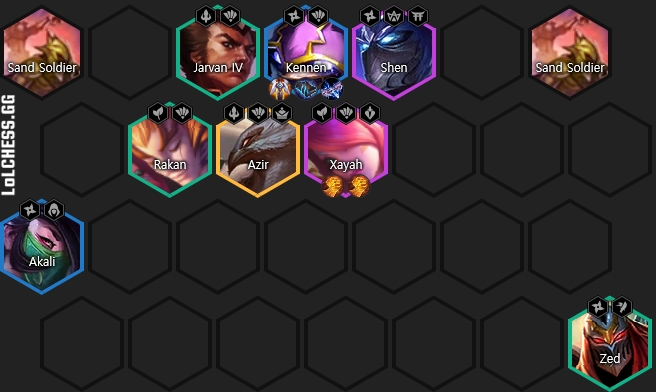 Sand Soldier
Jarvan IV
Kennen
Shen
Sand Soldier
Rakan
Azir
Xayah
Akali
Zed
LoLCHESS.GG